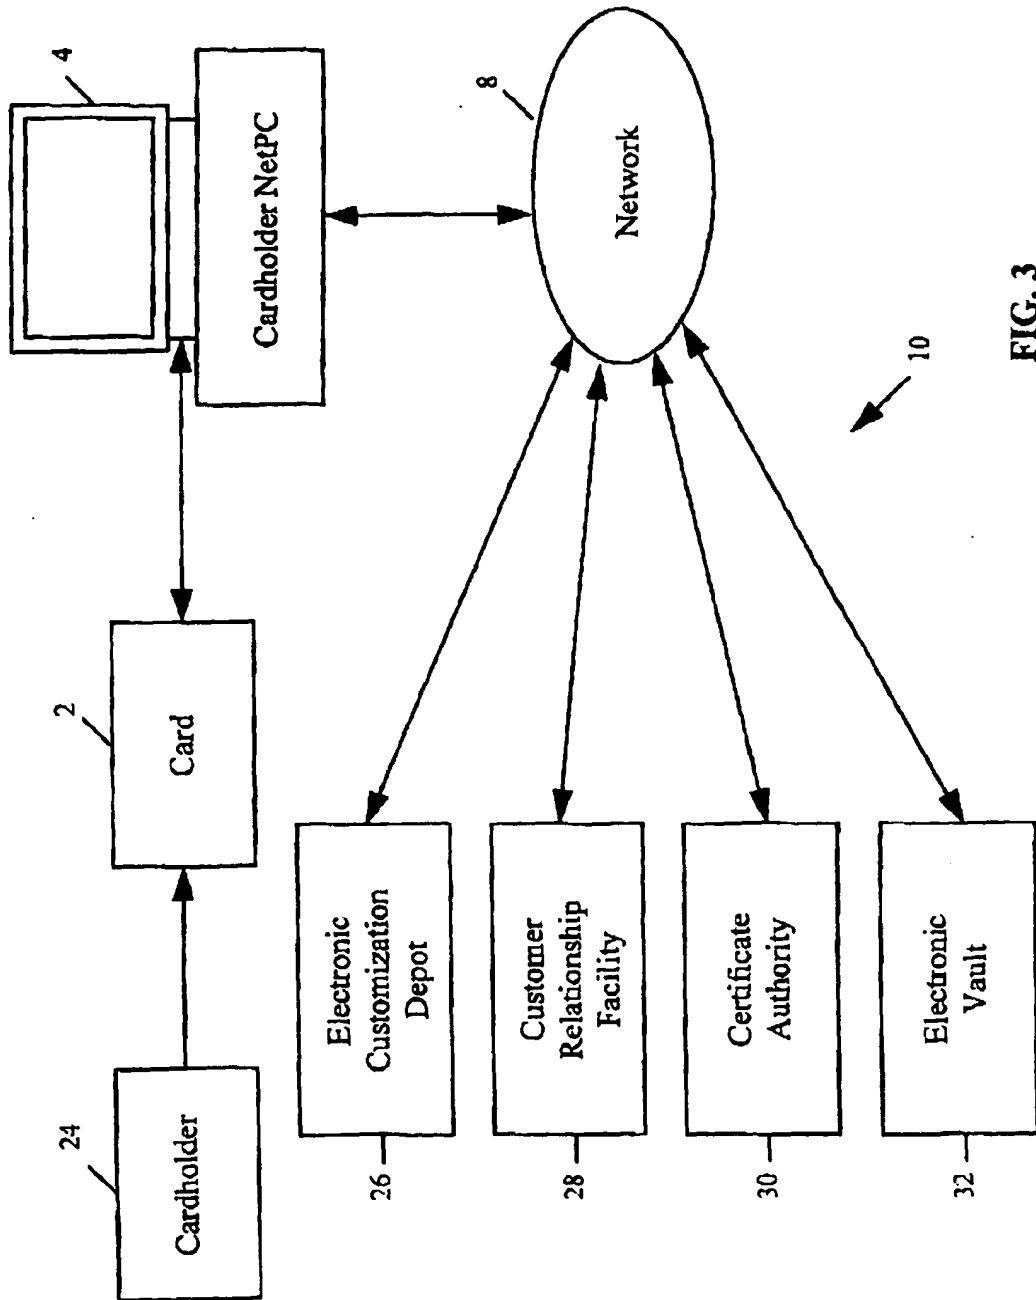 24
Cardholder
2
Card
4
Cardholder NetPC
8
Network
26
Electronic
Customization
Depot
28
Customer
Relationship
Facility
30
Certificate
Authority
32
Electronic
Vault
10
FIG. 3